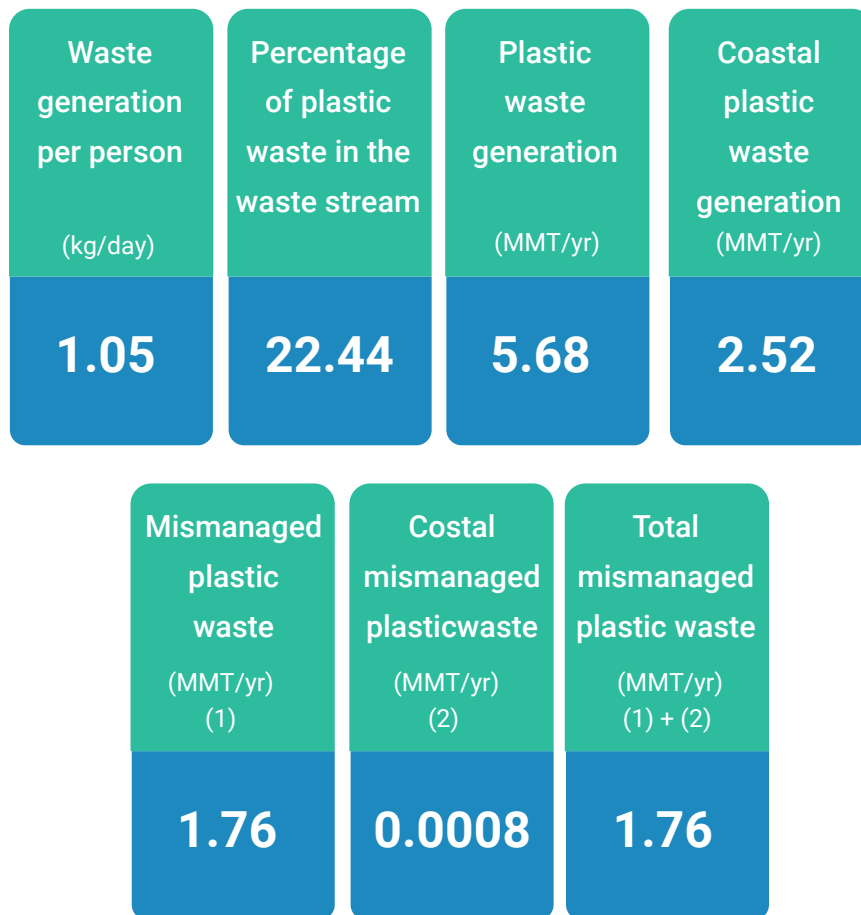 Waste
generation
per person
(kg/day)
1.05
Percentage
of plastic
waste in the
waste stream
22.44
Plastic
waste
generation
(MMT/yr)
5.68
Coastal
plastic
waste
generation
(MMT/yr)
2.52
Mismanaged
plastic
waste
(MMT/yr)
(1)
1.76
Costal
mismanaged
plasticwaste
(MMT/yr)
(2)
0.0008
Total
mismanaged
plastic waste
(MMT/yr)
(1) + (2)
1.76